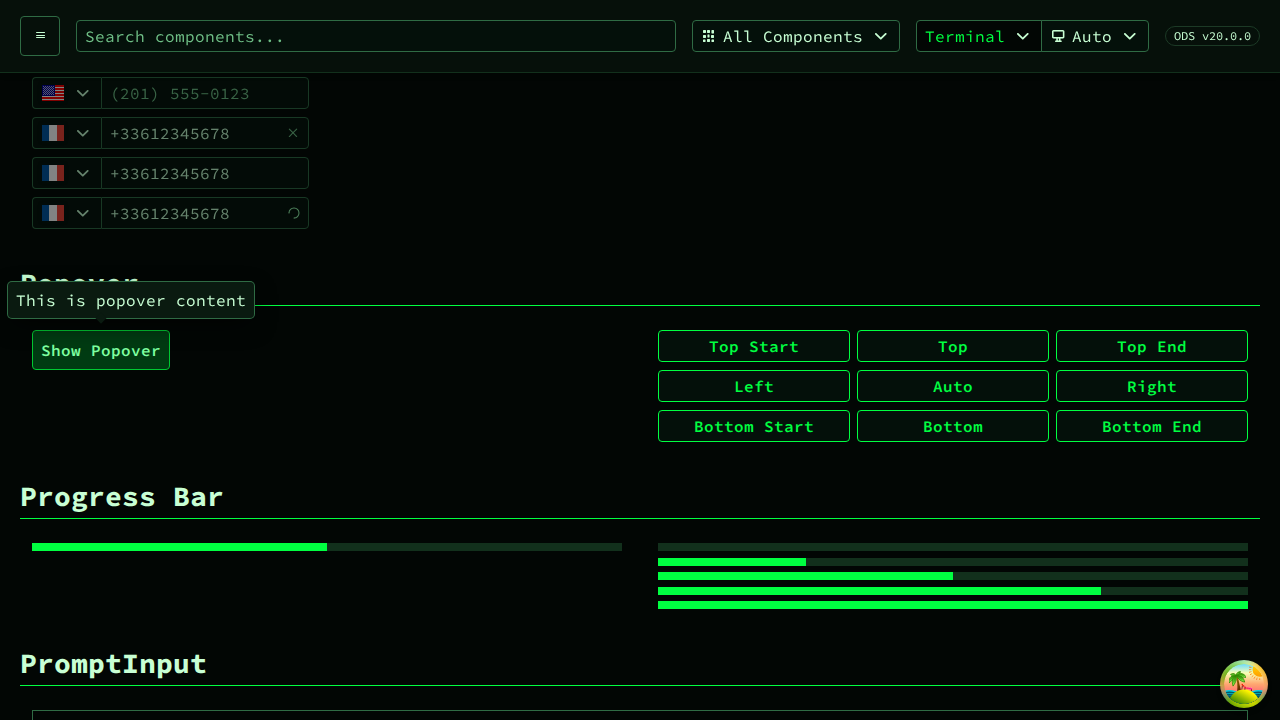 Search components...
All Components
Terminal
Auto
ODS v20.0.0
(201) 555-0123
+33612345678
+33612345678
+33612345678
This is popover content
Show Popover
Top Start
Top
Top End
Left
Auto
Right
Bottom Start
Bottom
Bottom End
Progress Bar
PromptInput